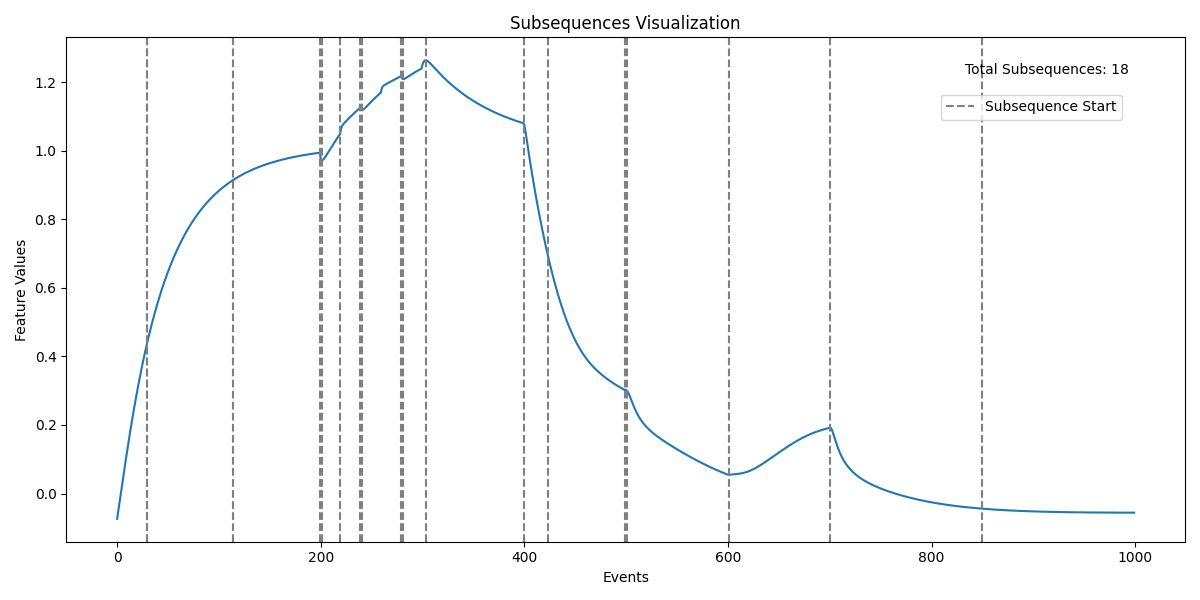 Subsequences Visualization
Total Subsequences: 18
Subsequence Start
Feature Values
1.2
1.0
0.8
0.6
0.4
0.2
0.0
0
200
400
600
800
1000
Events